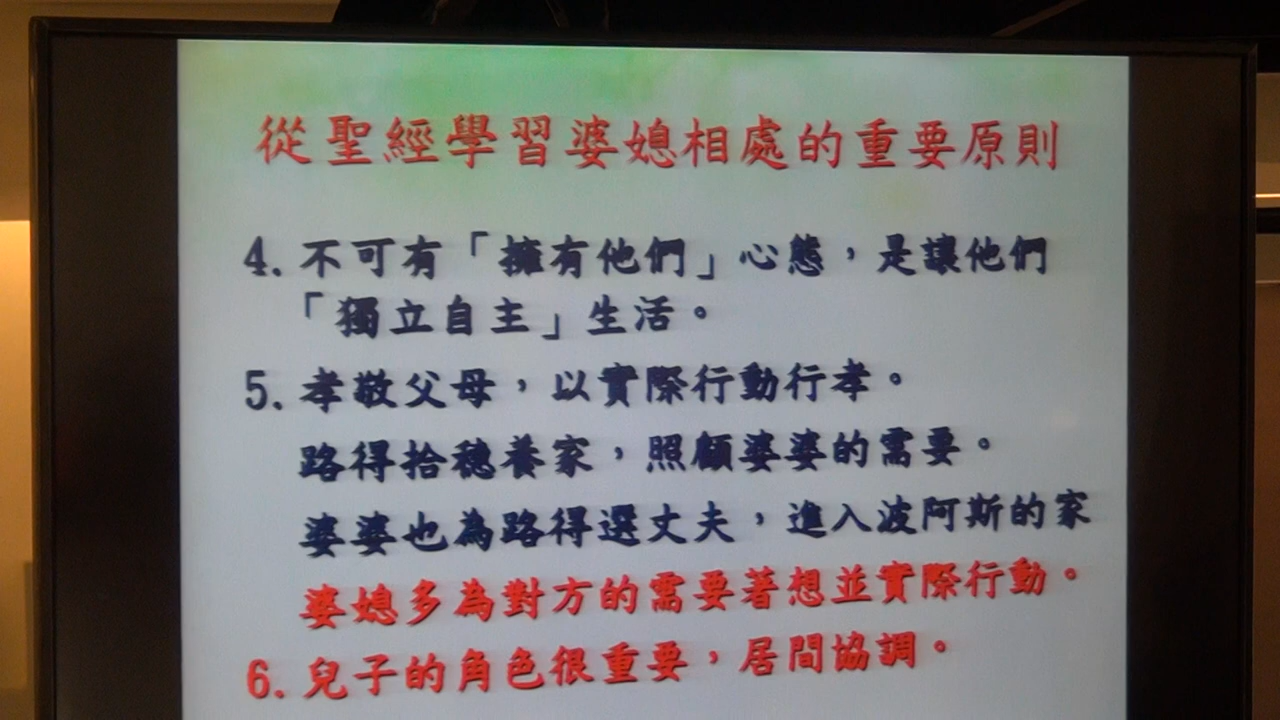 從聖經學習婆媳相處的重要原則
4. 不可有「擁有他們」心態，是讓他們
「獨立自主」生活。
5. 孝敬父母，以實際行動行孝。
路得拾穗養家，照顧婆婆的需要。
婆婆也為路得選丈夫，進入波阿斯的家
婆媳多為對方的需要著想並實際行動。
6. 兒子的角色很重要，居間協調。